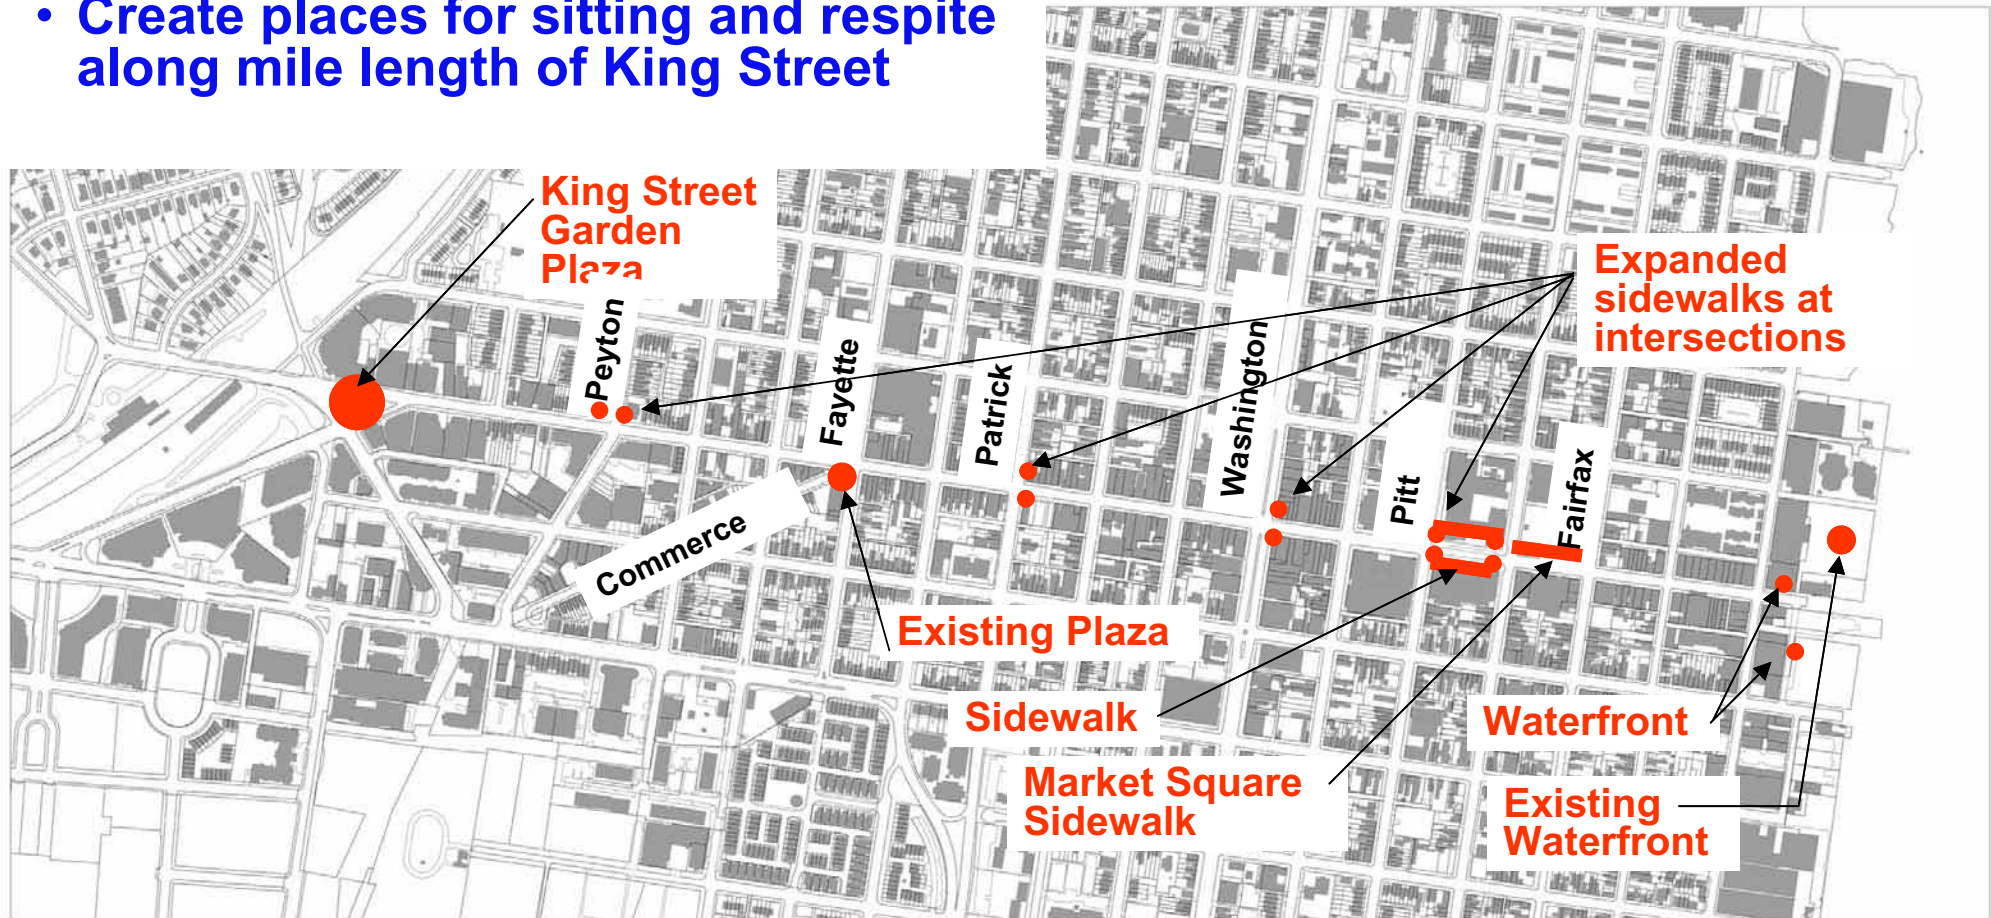 • Create places for sitting and respite
along mile length of King Street
King Street
Garden
Plaza
Expanded
sidewalks at
intersections
Peyton
Fayette
Patrick
Washington
Pitt
Fairfax
Commerce
Existing Plaza
Sidewalk
Waterfront
Market Square
Sidewalk
Existing
Waterfront